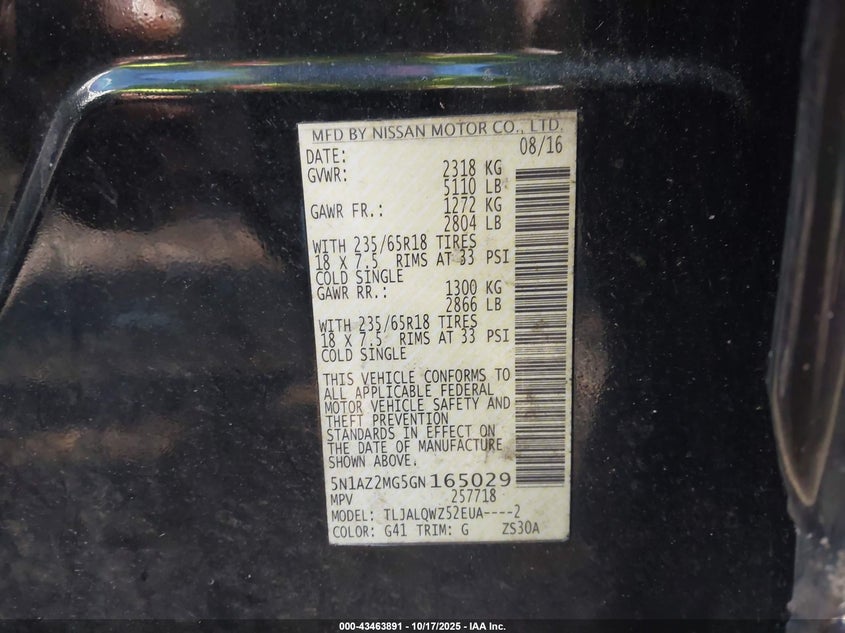 MFD BY NISSAN MOTOR CO., LTD.
DATE: 08/16
GVWR: 2318 KG
5110 LB
GAWR FR.: 1272 KG
2804 LB
WITH 235/65R18 TIRES
18 X 7.5 RIMS AT 33 PSI
COLD SINGLE
GAWR RR.: 1300 KG
2866 LB
WITH 235/65R18 TIRES
18 X 7.5 RIMS AT 33 PSI
COLD SINGLE
THIS VEHICLE CONFORMS TO
ALL APPLICABLE FEDERAL
MOTOR VEHICLE SAFETY AND
THEFT PREVENTION
STANDARDS IN EFFECT ON
THE DATE OF MANUFACTURE
SHOWN ABOVE.
5N1AZ2MG5GN165029
MPV 257718
MODEL: TLJALQWZ52EUA----2
COLOR: G41 TRIM: G ZS30A
000-43463891 - 10/17/2025 - IAA Inc.